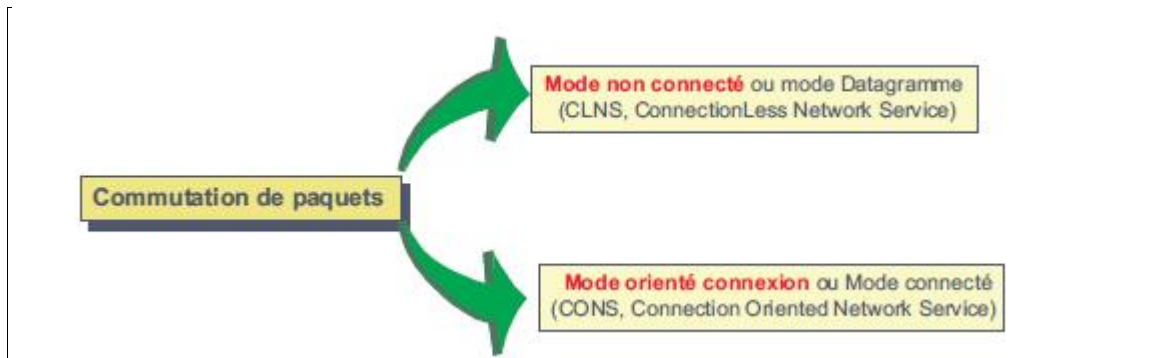 Mode non connecté ou mode Datagramme
(CLNS, ConnectionLess Network Service)
Commutation de paquets
Mode orienté connexion ou Mode connecté
(CONS, Connection Oriented Network Service)